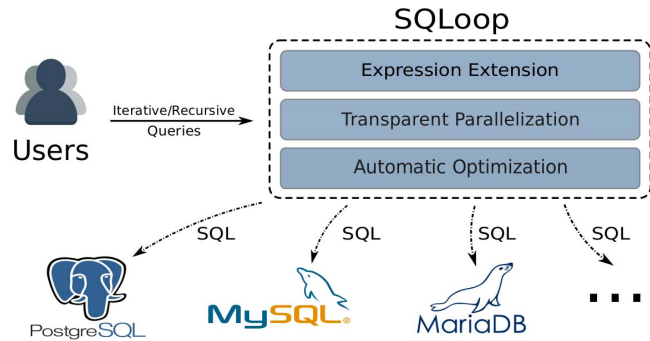 SQLoop
Expression Extension
Transparent Parallelization
Automatic Optimization
Iterative/Recursive
Queries
Users
SQL
SQL
SQL
SQL
PostgreSQL
MySQL®
MariaDB
...